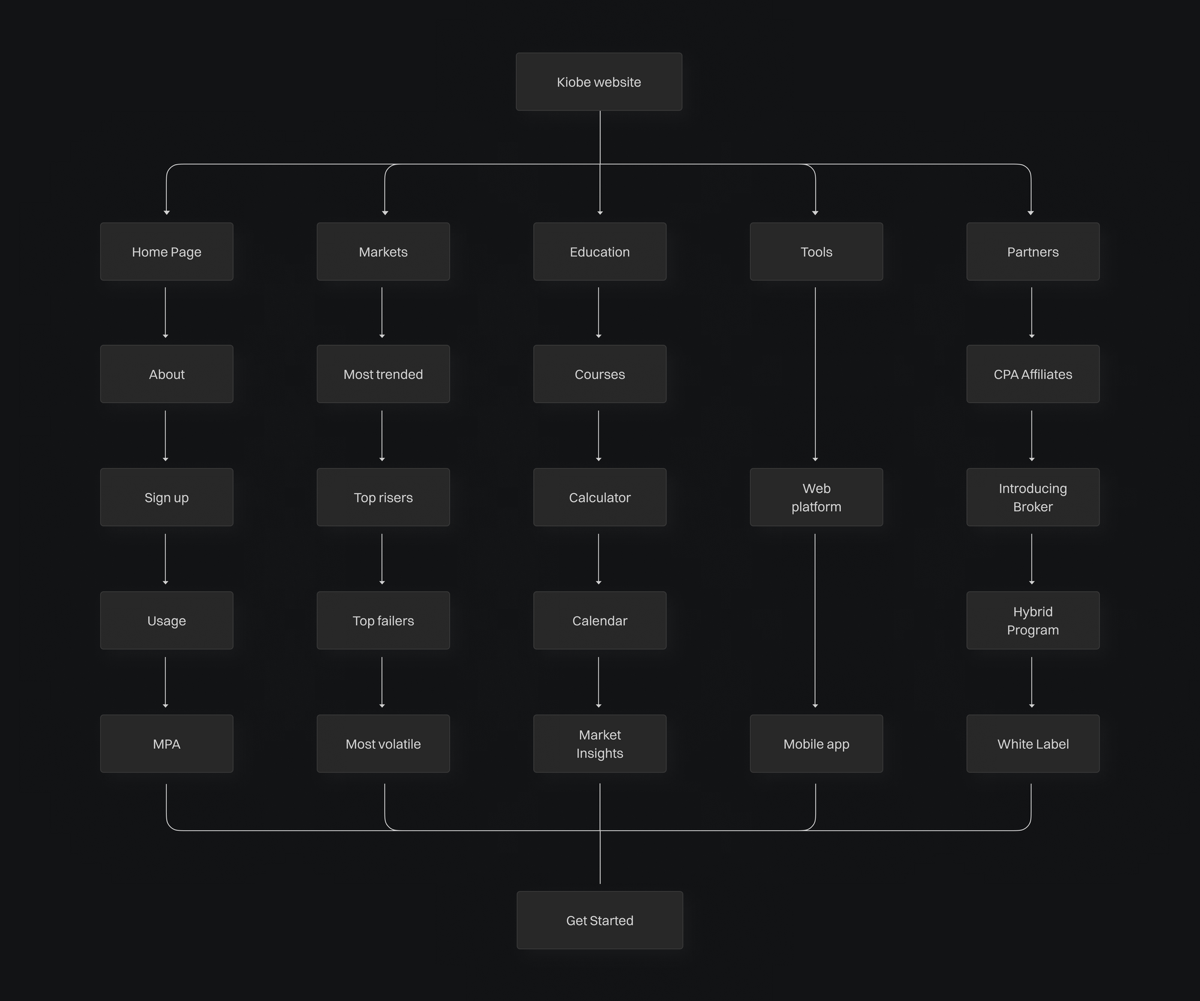 Kiobe website
Home Page
Markets
Education
Tools
Partners
About
Most trended
Courses
CPA Affiliates
Sign up
Top risers
Calculator
Web
platform
Introducing
Broker
Usage
Top failers
Calendar
Hybrid
Program
MPA
Most volatile
Market
Insights
Mobile app
White Label
Get Started